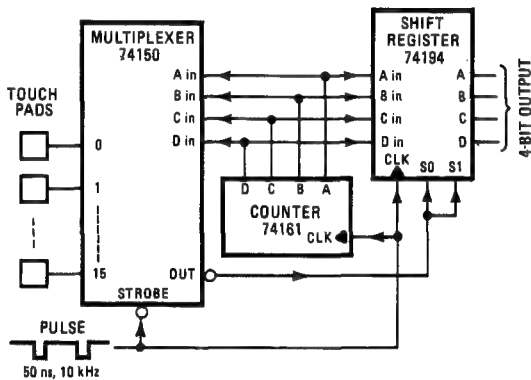 MULTIPLEXER
74150
SHIFT
REGISTER
74194
TOUCH
PADS
A in
B in
C in
D in
A in
B in
C in
D in
A
B
C
D
4-BIT OUTPUT
0
1
15
CLK
S0
S1
D C B A
COUNTER
74161
CLK
OUT
STROBE
PULSE
50 ns, 10 kHz